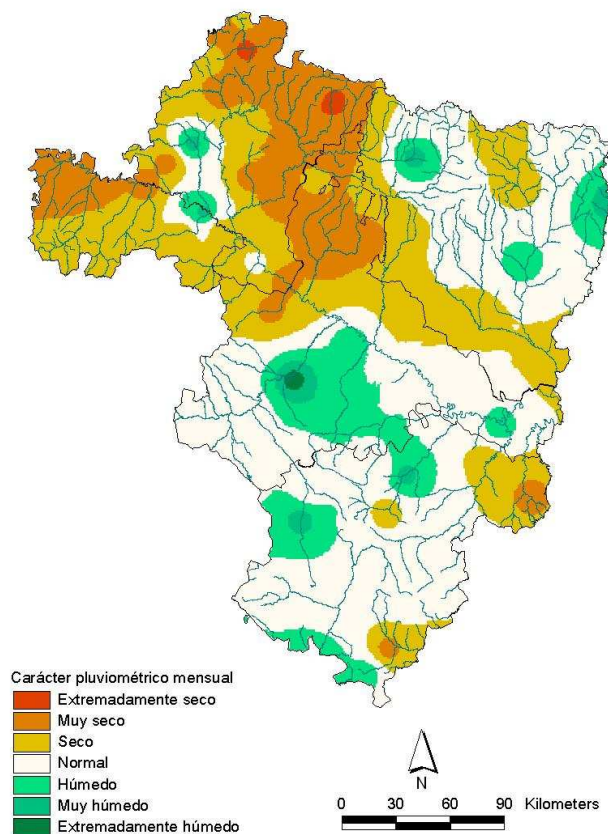 Carácter pluviométrico mensual
Extremadamente seco
Muy seco
Seco
Normal
Húmedo
Muy húmedo
Extremadamente húmedo
N
0 30 60 90 Kilometers